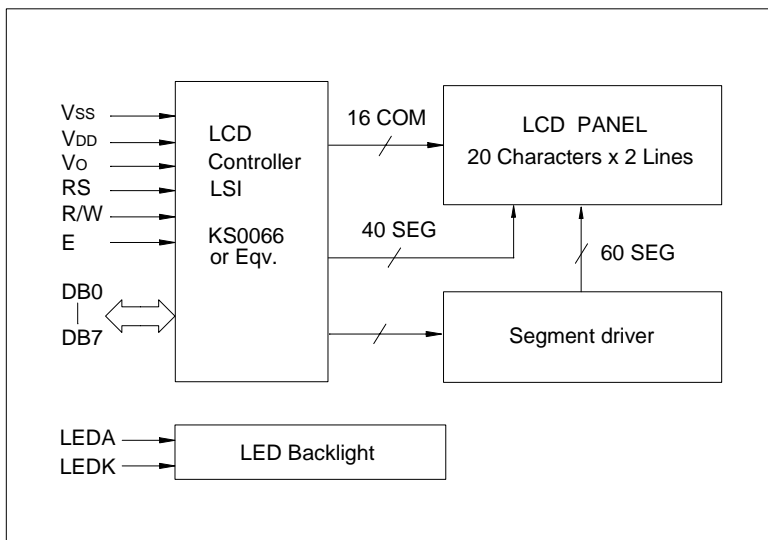 VSS
VDD
VO
RS
R/W
E
DB0
DB7
LCD
Controller
LSI
KS0066
or Eqv.
16 COM
40 SEG
LCD PANEL
20 Characters x 2 Lines
60 SEG
Segment driver
LEDA
LEDK
LED Backlight